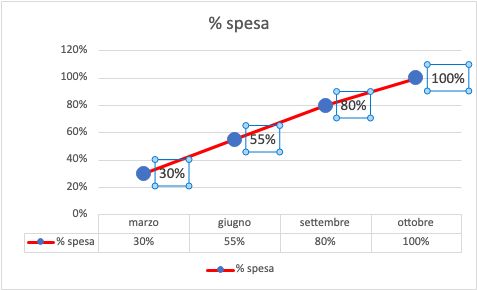 % spesa
120%
100%
80%
60%
40%
20%
0%
30%
55%
80%
100%
marzo giugno settembre ottobre
% spesa 30% 55% 80% 100%
% spesa